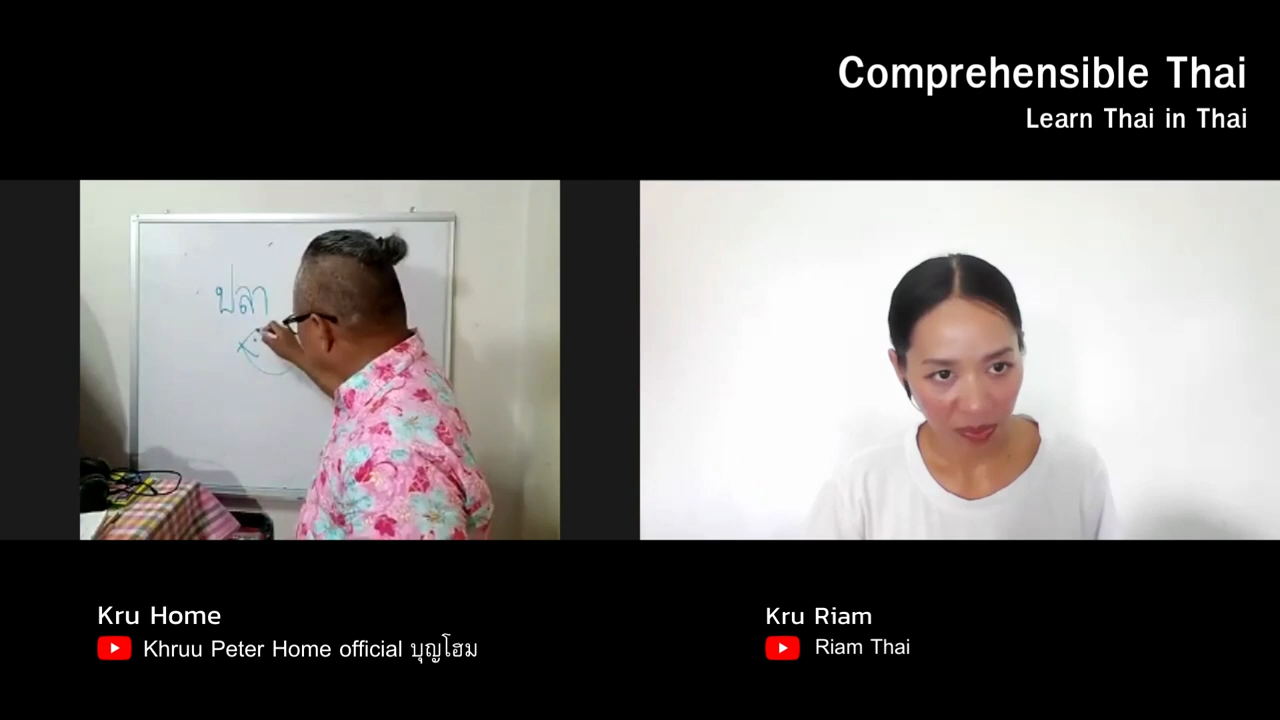 Comprehensible Thai
Learn Thai in Thai
ปลา
Kru Home
Khruu Peter Home official บุญโฮม
Kru Riam
Riam Thai